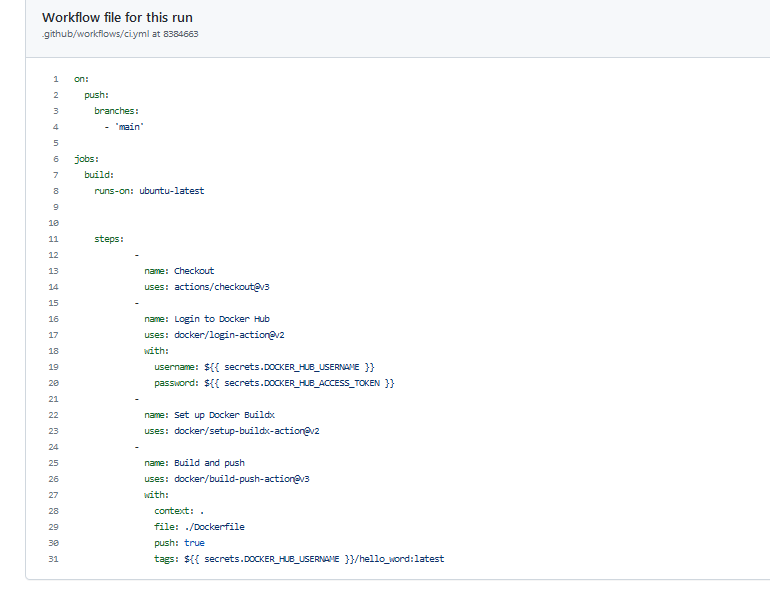 Workflow file for this run
.github/workflows/ci.yml at 8384663
1 on:
2 push:
3 branches:
4 - 'main'
5
6 jobs:
7 build:
8 runs-on: ubuntu-latest
9
10
11 steps:
12 -
13 name: Checkout
14 uses: actions/checkout@v3
15 -
16 name: Login to Docker Hub
17 uses: docker/login-action@v2
18 with:
19 username: ${{ secrets.DOCKER_HUB_USERNAME }}
20 password: ${{ secrets.DOCKER_HUB_ACCESS_TOKEN }}
21 -
22 name: Set up Docker Buildx
23 uses: docker/setup-buildx-action@v2
24 -
25 name: Build and push
26 uses: docker/build-push-action@v3
27 with:
28 context: .
29 file: ./Dockerfile
30 push: true
31 tags: ${{ secrets.DOCKER_HUB_USERNAME }}/hello_word:latest